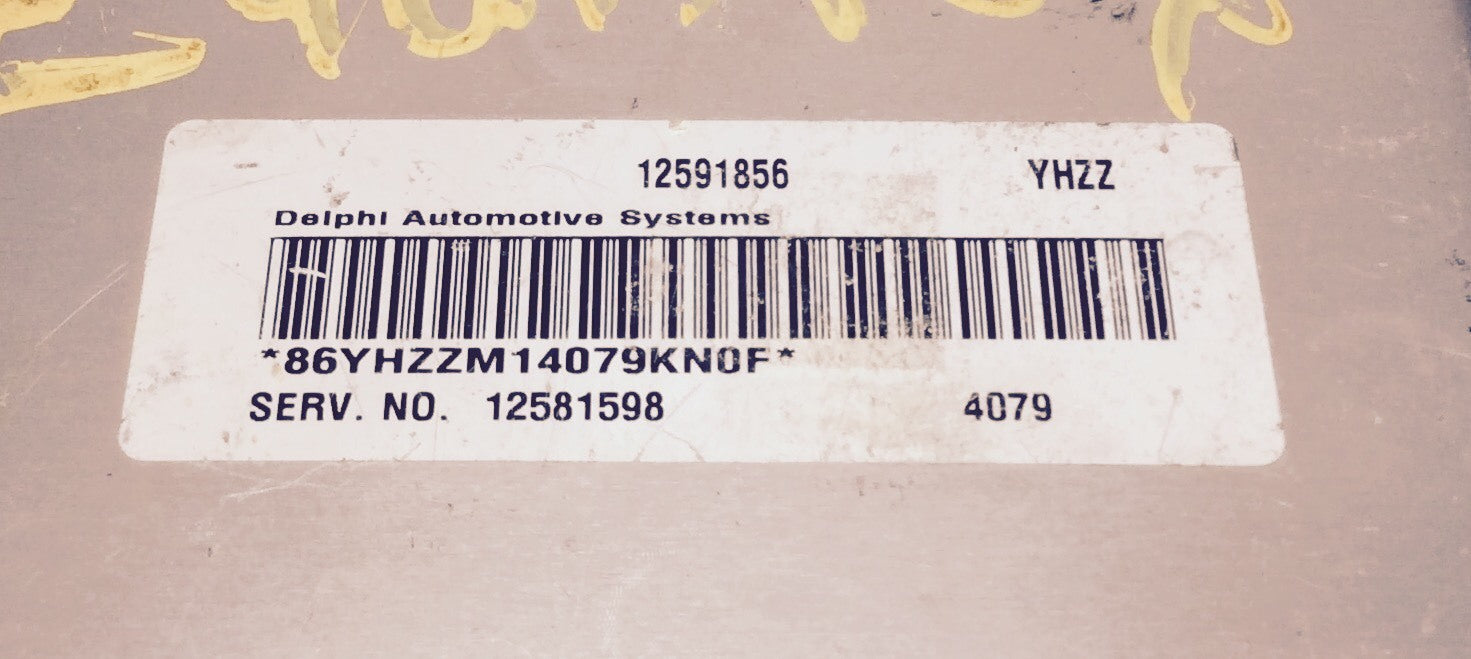 12591856 YHZZ
Delphi Automotive Systems
*86YHZZM14079KN0F*
SERV. NO. 12581598 4079